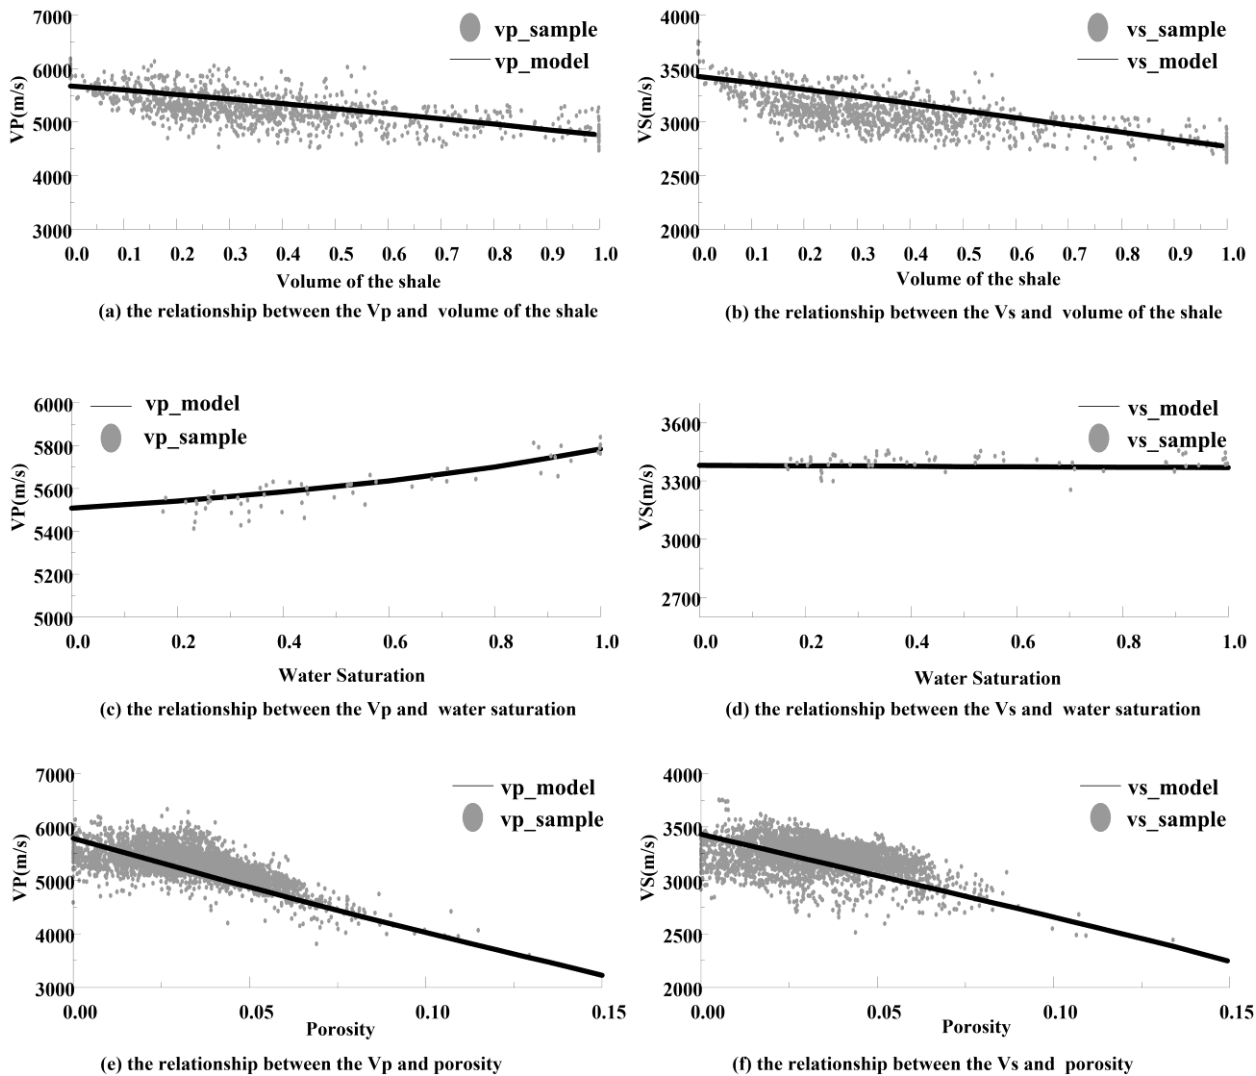 7000
6000
5000
4000
3000
VP(m/s)
vp_sample
vp_model
0.0 0.1 0.2 0.3 0.4 0.5 0.6 0.7 0.8 0.9 1.0
Volume of the shale
(a) the relationship between the Vp and volume of the shale
4000
3500
3000
2500
2000
VS(m/s)
vs_sample
vs_model
0.0 0.1 0.2 0.3 0.4 0.5 0.6 0.7 0.8 0.9 1.0
Volume of the shale
(b) the relationship between the Vs and volume of the shale
6000
5800
5600
5400
5200
5000
VP(m/s)
vp_model
vp_sample
0.0 0.2 0.4 0.6 0.8 1.0
Water Saturation
(c) the relationship between the Vp and water saturation
3600
3300
3000
2700
VS(m/s)
vs_model
vs_sample
0.0 0.2 0.4 0.6 0.8 1.0
Water Saturation
(d) the relationship between the Vs and water saturation
7000
6000
5000
4000
3000
VP(m/s)
vp_model
vp_sample
0.00 0.05 0.10 0.15
Porosity
(e) the relationship between the Vp and porosity
4000
3500
3000
2500
2000
VS(m/s)
vs_model
vs_sample
0.00 0.05 0.10 0.15
Porosity
(f) the relationship between the Vs and porosity